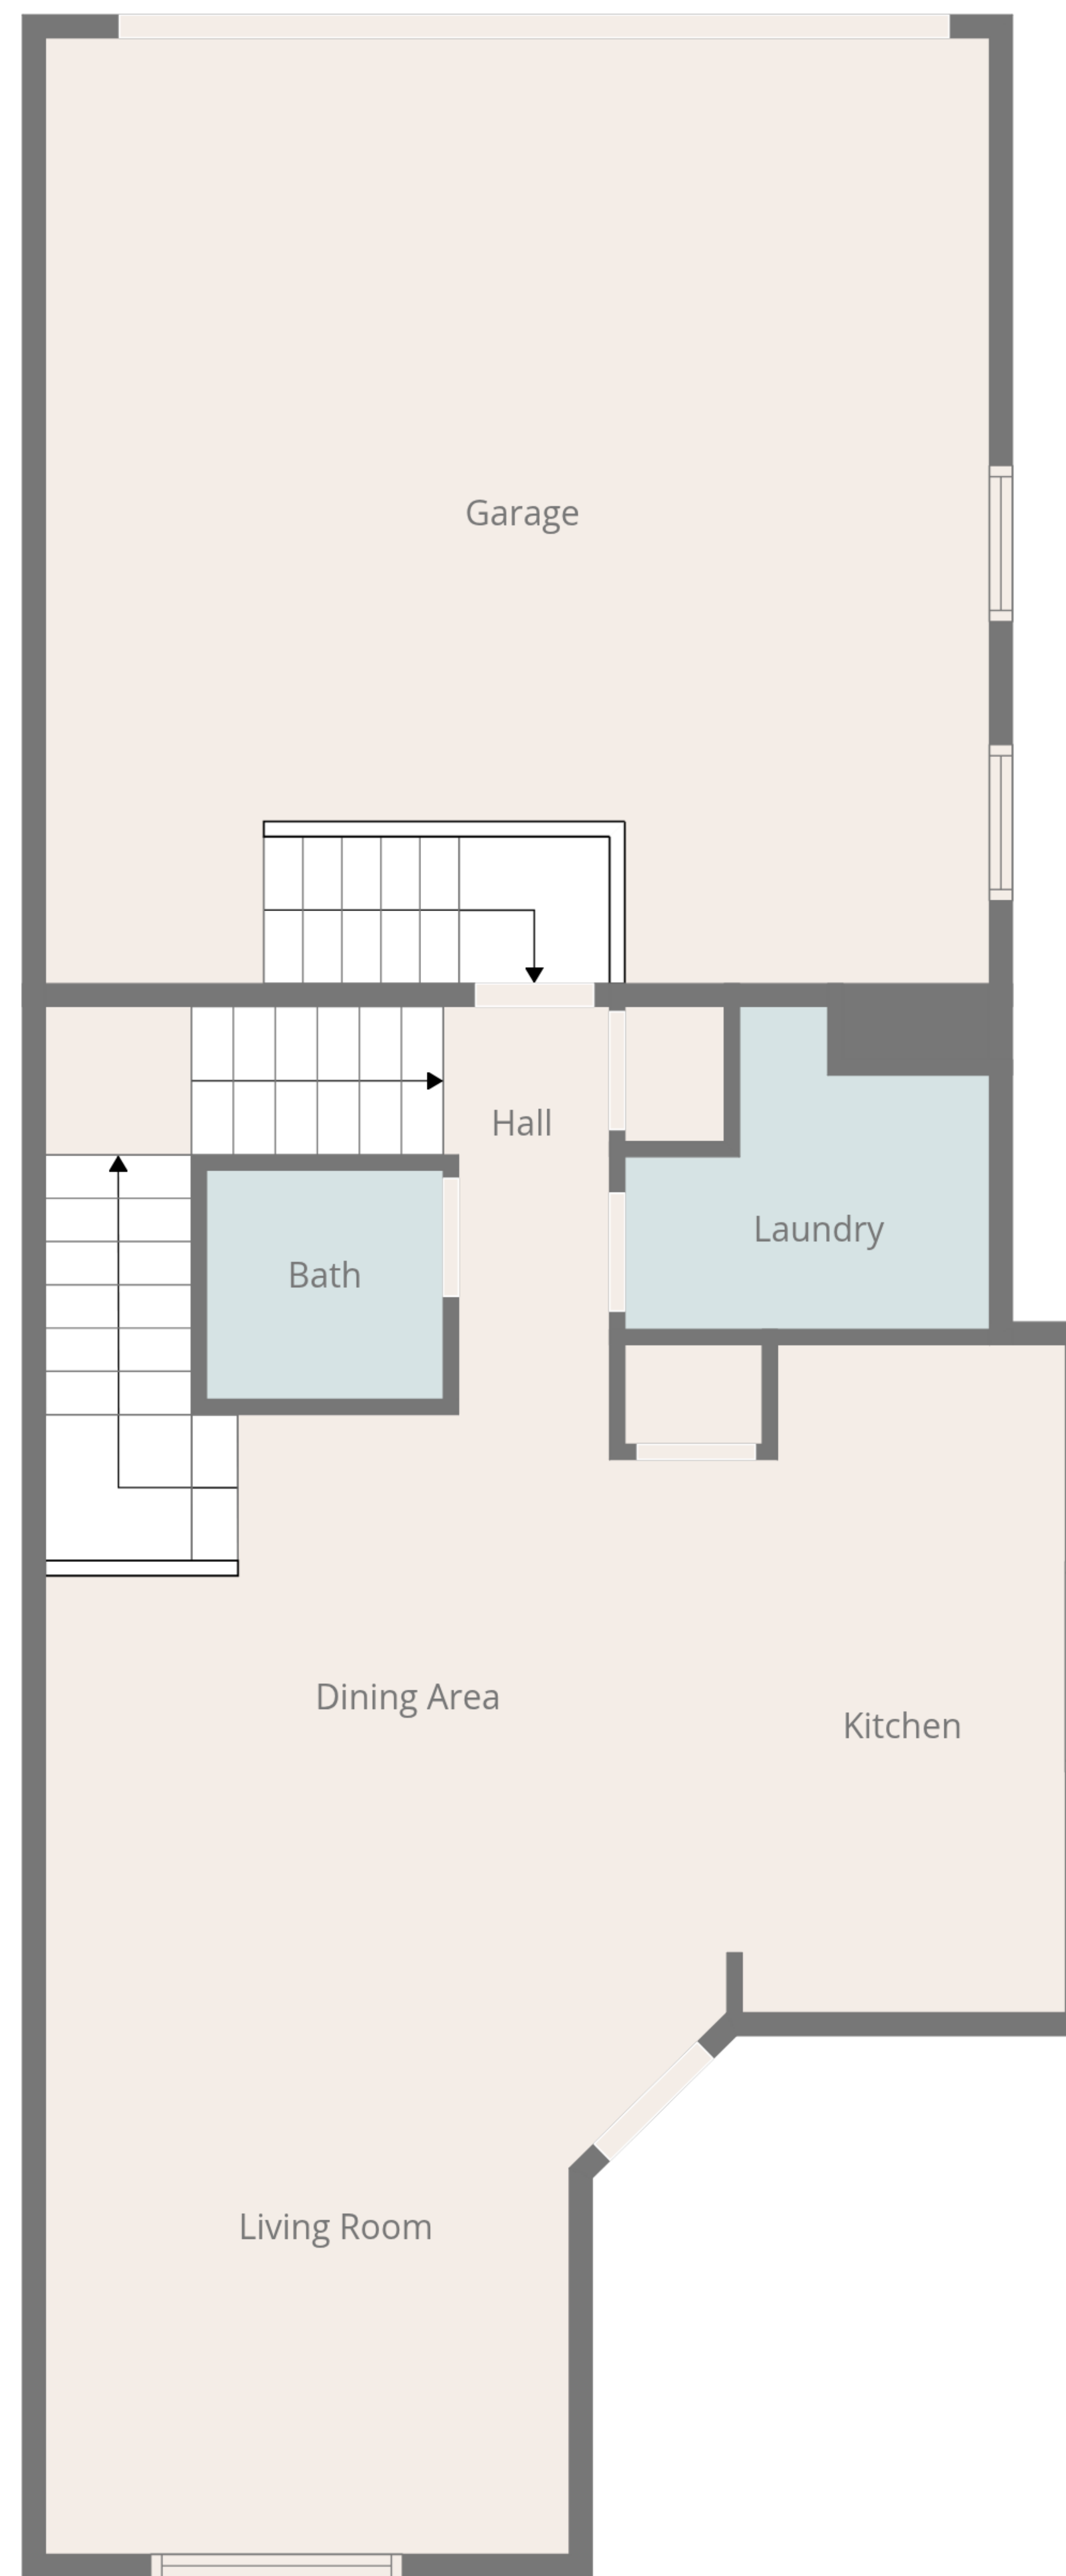 Garage
Hall
Laundry
Bath
Dining Area
Kitchen
Living Room